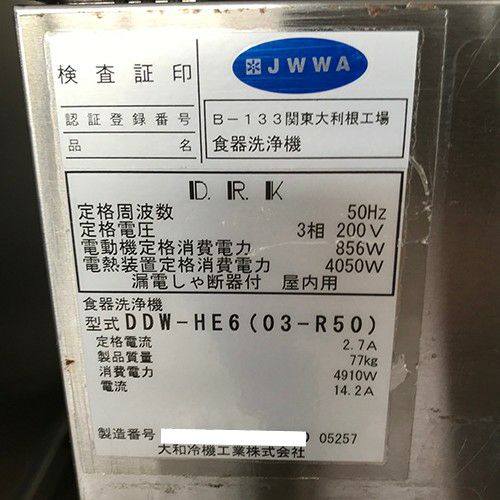 検査証印
JWWA
認証登録番号 B-133関東大利根工場
品名 食器洗浄機
D.R.K
定格周波数 50Hz
定格電圧 3相 200V
電動機定格消費電力 856W
電熱装置定格消費電力 4050W
漏電しゃ断器付 屋内用
食器洗浄機
型式 DDW-HE6(03-R50)
定格電流 2.7A
製品質量 77kg
消費電力 4910W
電流 14.2A
製造番号 05257
大和冷機工業株式会社